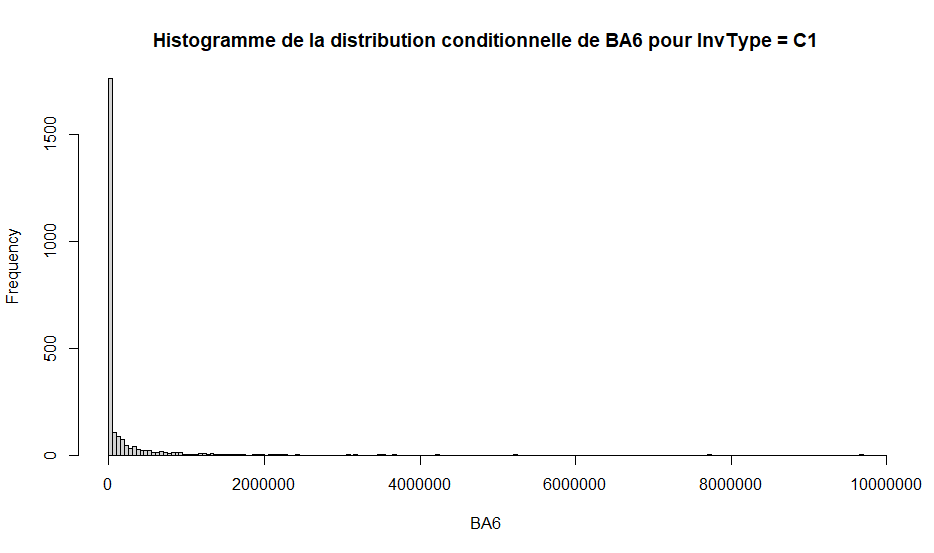 Histogramme de la distribution conditionnelle de BA6 pour InvType = C1
Frequency
1500
1000
500
0
0 2000000 4000000 6000000 8000000 10000000
BA6